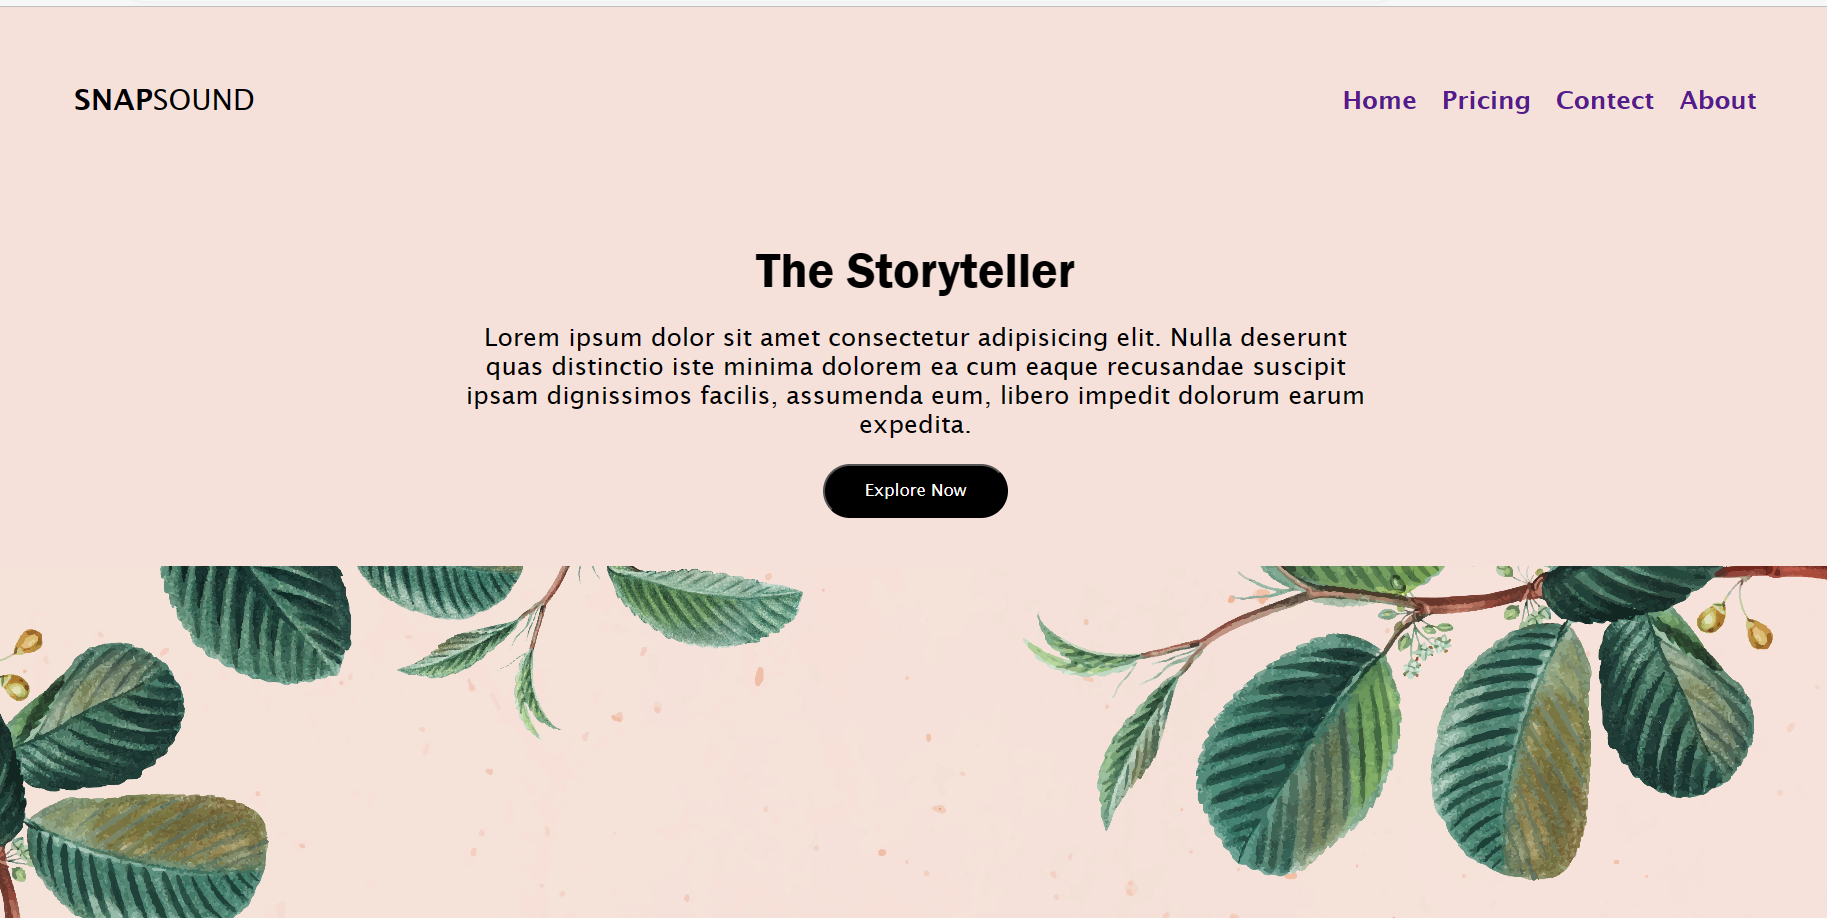 SNAPSOUND
Home Pricing Contect About
The Storyteller
Lorem ipsum dolor sit amet consectetur adipisicing elit. Nulla deserunt
quas distinctio iste minima dolorem ea cum eaque recusandae suscipit
ipsam dignissimos facilis, assumenda eum, libero impedit dolorum earum
expedita.
Explore Now